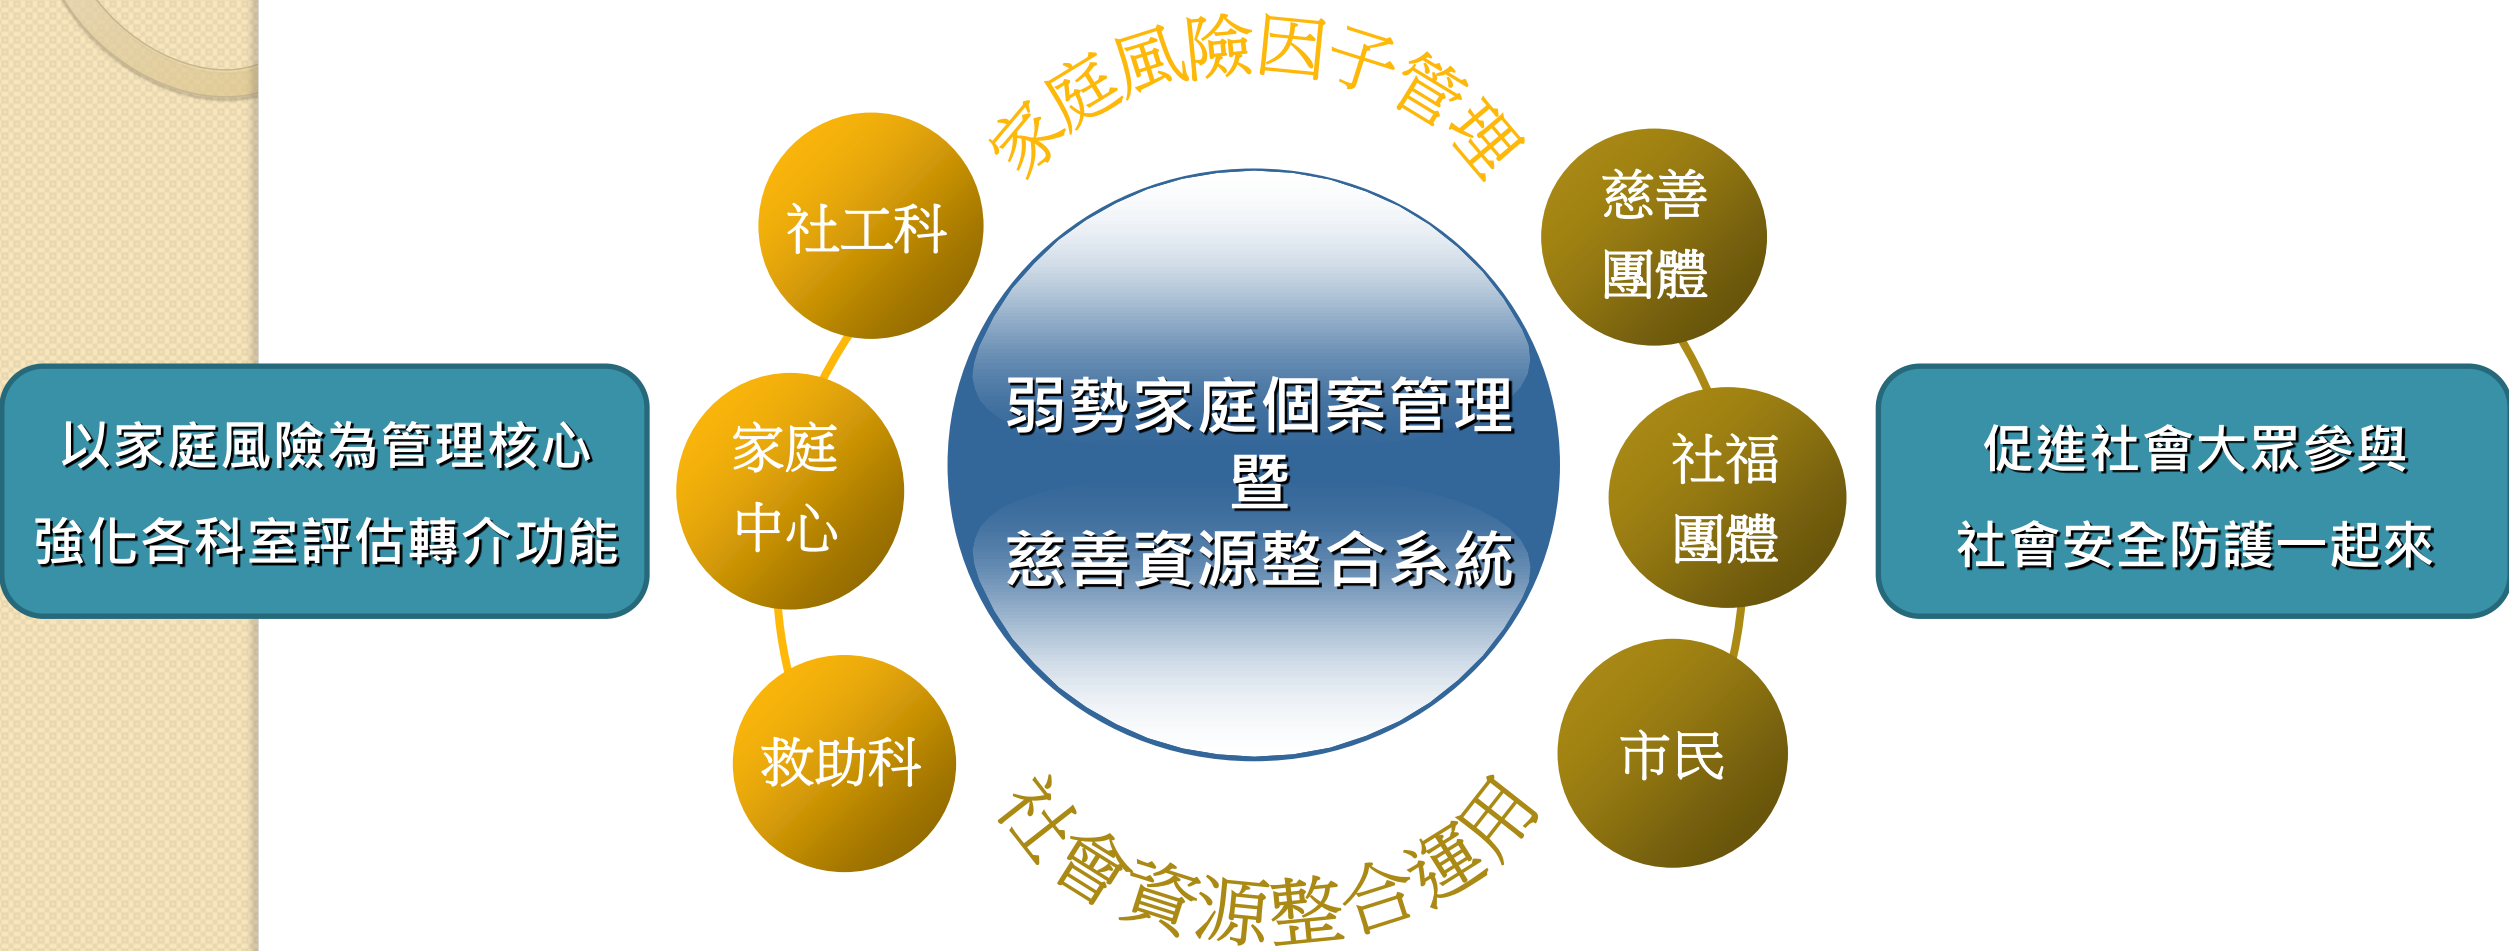 家庭風險因子管理
社工科
家庭
中心
救助科
以家庭風險為管理核心
強化各科室評估轉介功能
弱勢家庭個案管理
暨
慈善資源整合系統
慈善
團體
社福
團體
市民
促進社會大眾參與
社會安全防護一起來
社會資源整合運用